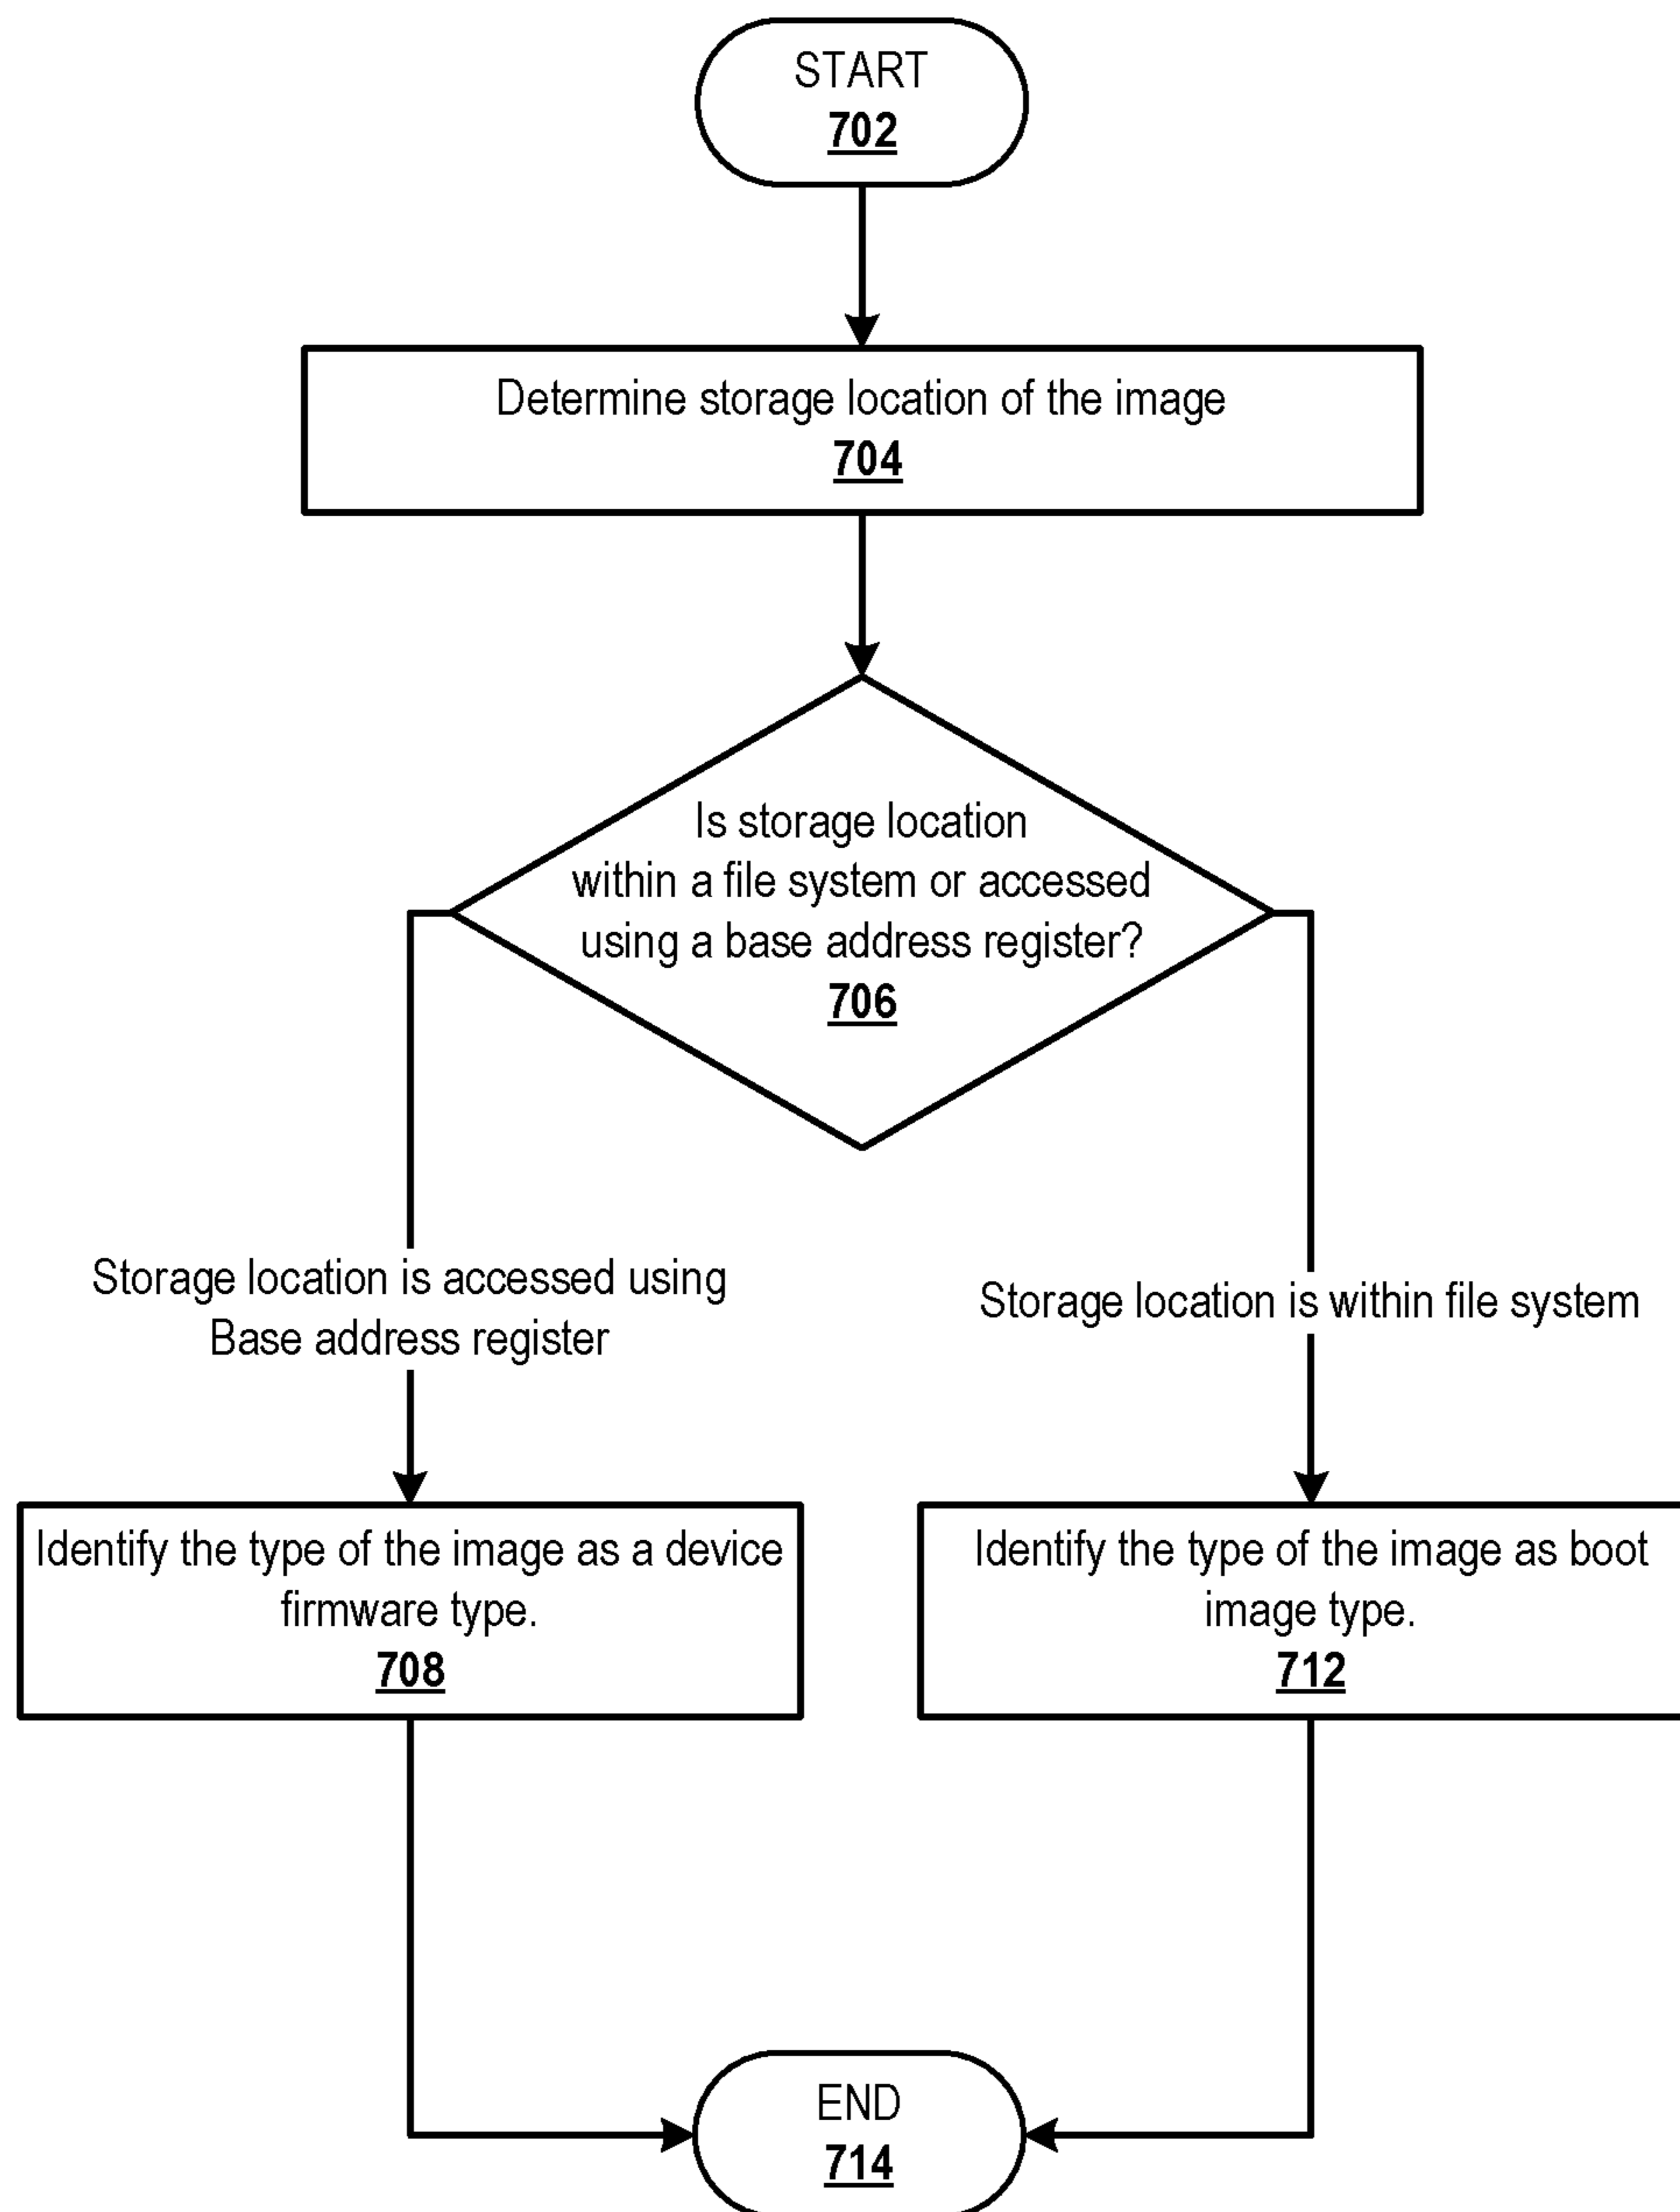 START
702
Determine storage location of the image
704
Is storage location
within a file system or accessed
using a base address register?
706
Storage location is accessed using
Base address register
Storage location is within file system
Identify the type of the image as a device
firmware type.
708
Identify the type of the image as boot
image type.
712
END
714